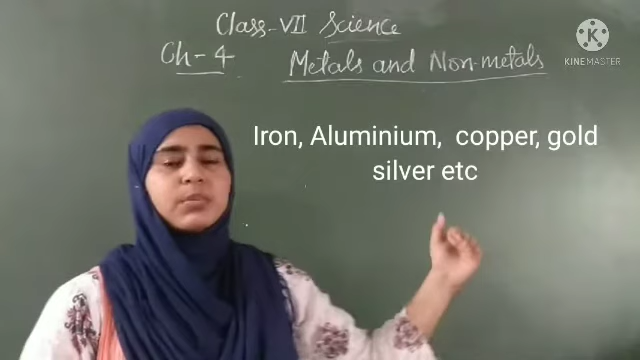 Class-VII Science
Ch-4 Metals and Non-metals
KINEMASTER
Iron, Aluminium, copper, gold
silver etc